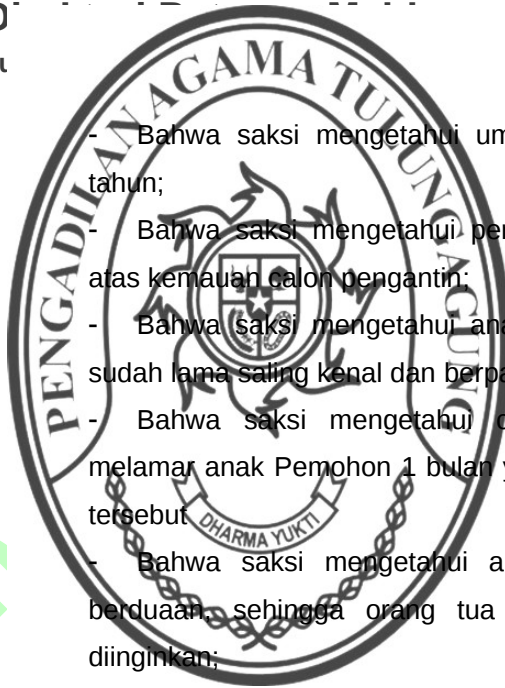 PENGADILAN AGAMA TULUNGAGUNG
- Bahwa saksi mengetahui um
tahun;
- Bahwa saksi mengetahui per
atas kemauan calon pengantin;
- Bahwa saksi mengetahui ana
sudah lama saling kenal dan berpa
- Bahwa saksi mengetahui
melamar anak Pemohon 1 bulan y
tersebut
DHARMA YUKTI
- Bahwa saksi mengetahui a
berduaan, sehingga orang tua
diinginkan;